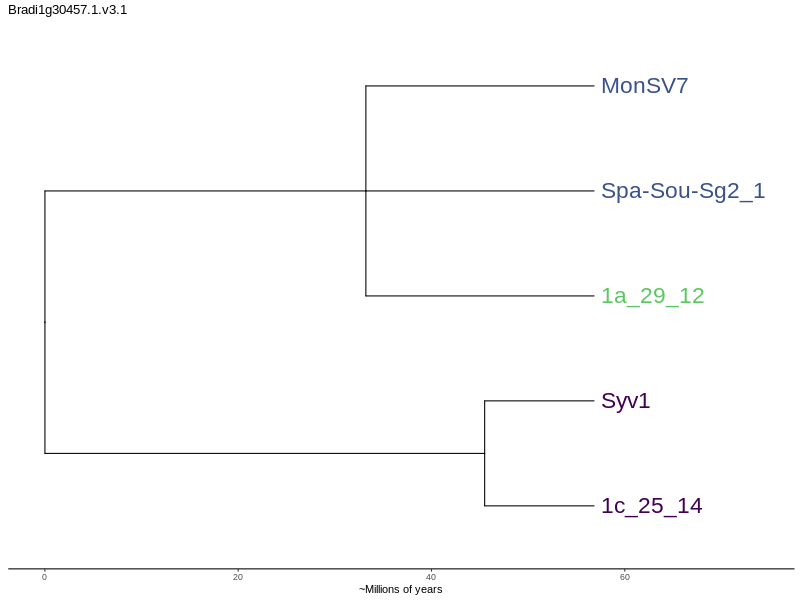 Bradi1g30457.1.v3.1
MonSV7
Spa-Sou-Sg2_1
1a_29_12
Syv1
1c_25_14
0 20 40 60
~Millions of years